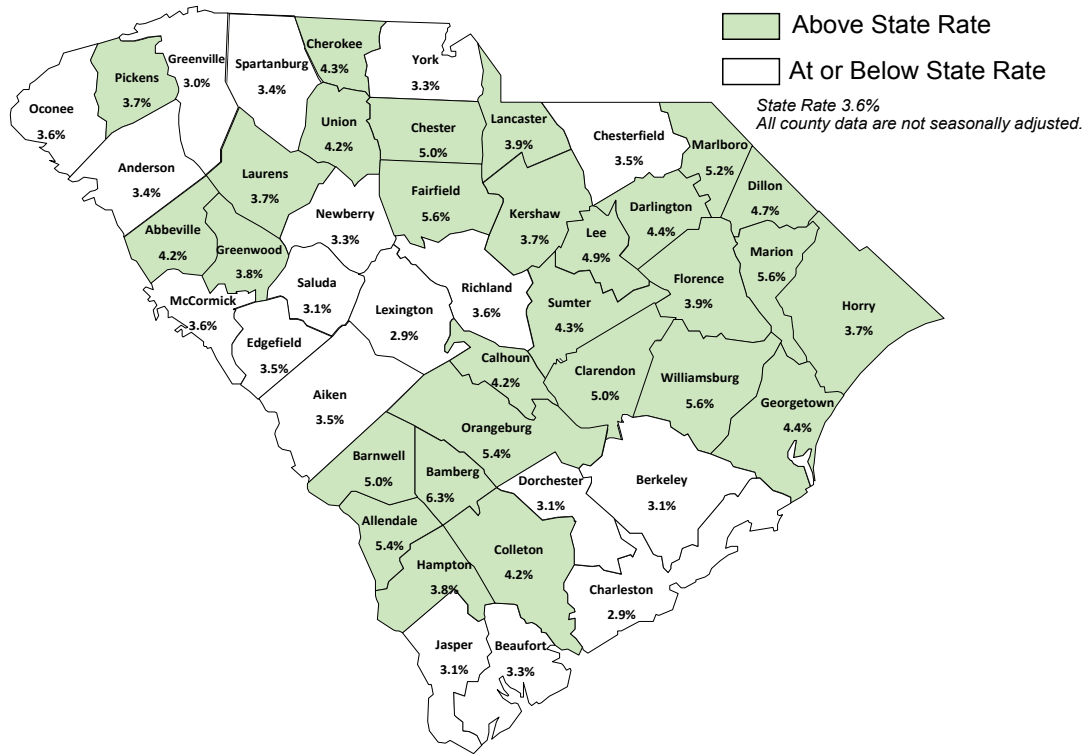 Above State Rate
At or Below State Rate
State Rate 3.6%
All county data are not seasonally adjusted.
Cherokee
4.3%
York
3.3%
Greenville
3.0%
Spartanburg
3.4%
Pickens
3.7%
Oconee
3.6%
Union
4.2%
Chester
5.0%
Lancaster
3.9%
Chesterfield
3.5%
Marlboro
5.2%
Dillon
4.7%
Anderson
3.4%
Laurens
3.7%
Fairfield
5.6%
Newberry
3.3%
Kershaw
3.7%
Darlington
4.4%
Lee
4.9%
Abbeville
4.2%
Greenwood
3.8%
Marion
5.6%
Florence
3.9%
Saluda
3.1%
Richland
3.6%
McCormick
3.6%
Lexington
2.9%
Sumter
4.3%
Horry
3.7%
Edgefield
3.5%
Calhoun
4.2%
Clarendon
5.0%
Williamsburg
5.6%
Aiken
3.5%
Georgetown
4.4%
Orangeburg
5.4%
Barnwell
5.0%
Bamberg
6.3%
Dorchester
3.1%
Berkeley
3.1%
Allendale
5.4%
Colleton
4.2%
Hampton
3.8%
Charleston
2.9%
Jasper
3.1%
Beaufort
3.3%